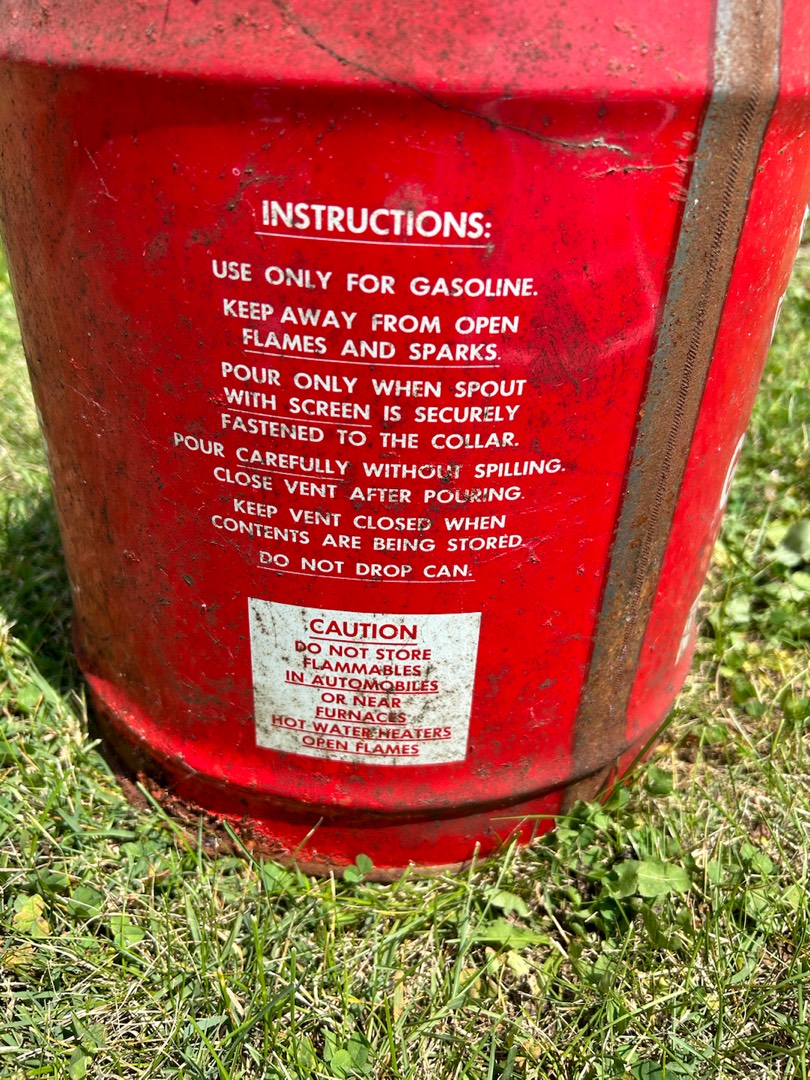 INSTRUCTIONS:
USE ONLY FOR GASOLINE.
KEEP AWAY FROM OPEN
FLAMES AND SPARKS.
POUR ONLY WHEN SPOUT
WITH SCREEN IS SECURELY
FASTENED TO THE COLLAR.
POUR CAREFULLY WITHOUT SPILLING.
CLOSE VENT AFTER POURING.
KEEP VENT CLOSED WHEN
CONTENTS ARE BEING STORED.
DO NOT DROP CAN.
CAUTION
DO NOT STORE
FLAMMABLES
IN AUTOMOBILES
OR NEAR
FURNACES
HOT WATER HEATERS
OPEN FLAMES